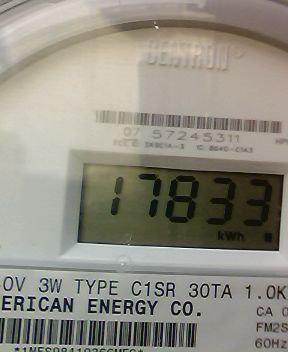 CENTRON®
07 57245311
17833
kWh
0V 3W TYPE C1SR 30TA 1.0K
ERICAN ENERGY CO.
CA 0
FM2S
60Hz